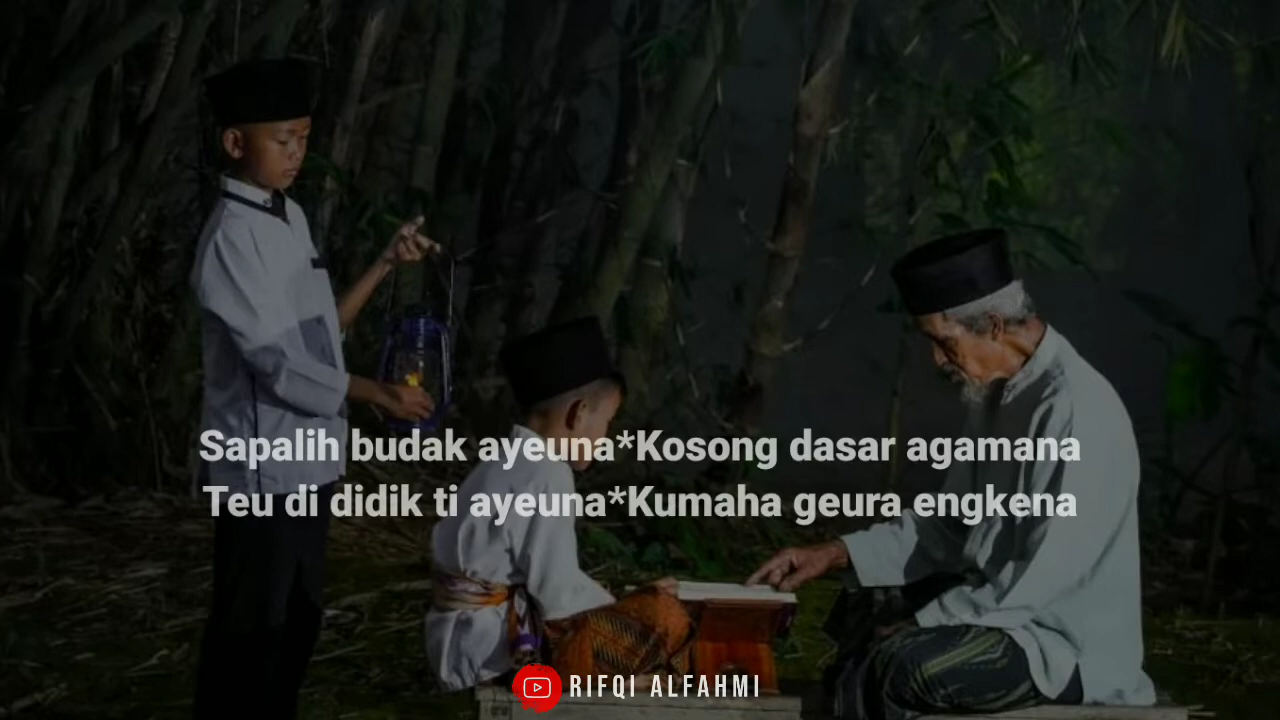 Sapalih budak ayeuna*Kosong dasar agamana
Teu di didik ti ayeuna*Kumaha geura engkena
RIFQI ALFAHMI